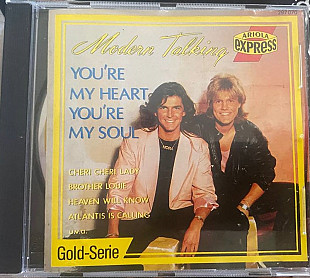 Modern Talking
ARIOLA
express
YOU'RE
MY HEART,
YOU'RE
MY SOUL
CHERI CHERI LADY
BROTHER LOUIE
HEAVEN WILL KNOW
ATLANTIS IS CALLING
u.v.a.
Gold-Serie